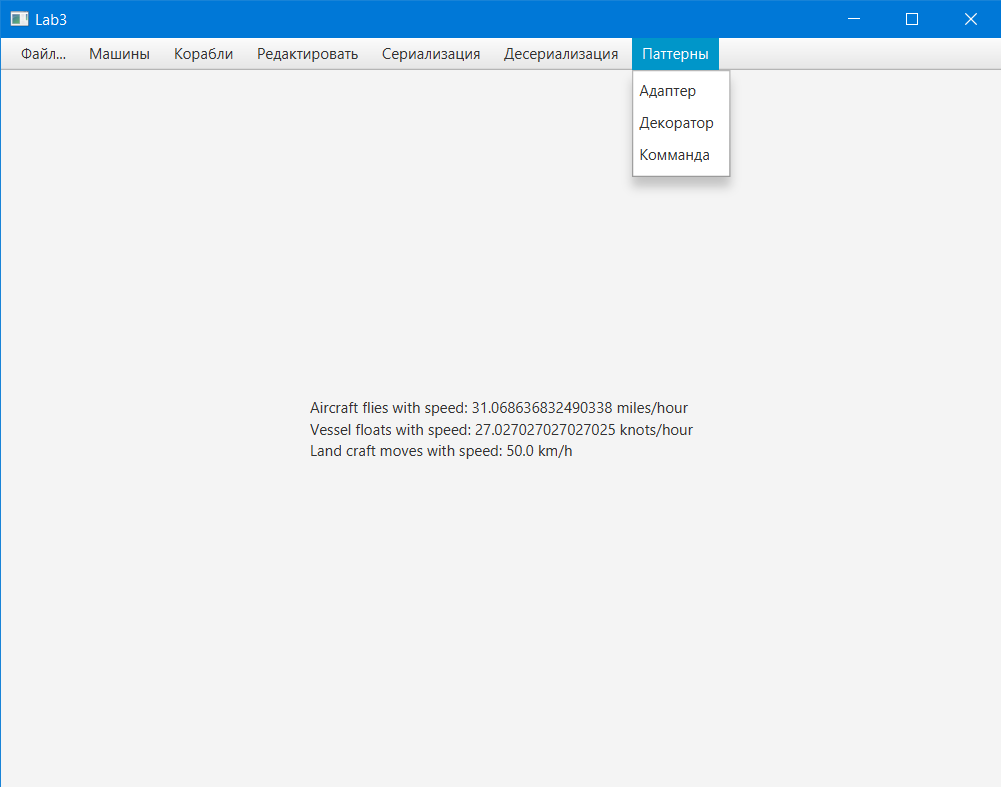 Lab3
Файл... Машины Корабли Редактировать Сериализация Десериализация Паттерны
Адаптер
Декоратор
Комманда
Aircraft flies with speed: 31.068636832490338 miles/hour
Vessel floats with speed: 27.027027027027025 knots/hour
Land craft moves with speed: 50.0 km/h